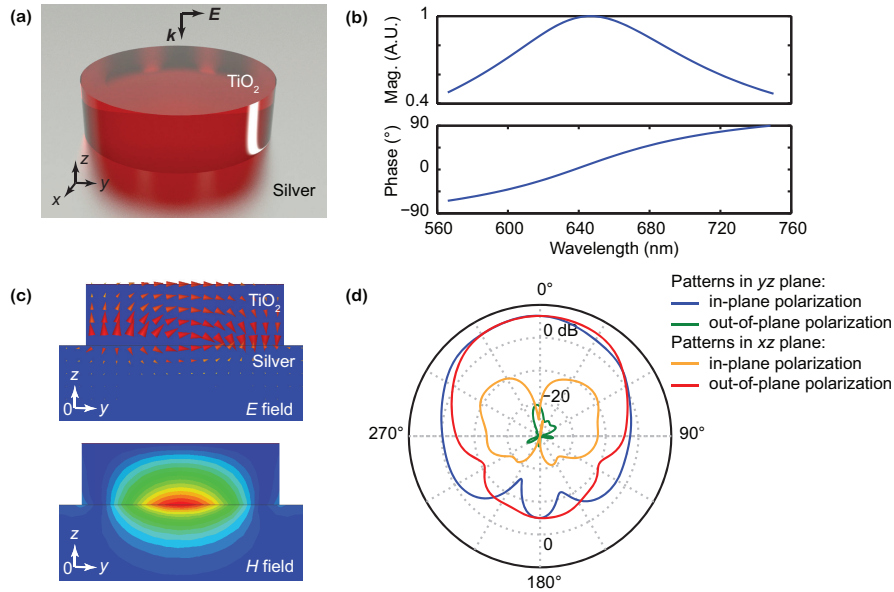 (a)
E
k
TiO2
z
y
x
Silver
(b)
Mag. (A.U.)
1
0.4
Phase (°)
90
0
−90
560
600
640
680
720
760
Wavelength (nm)
(c)
TiO2
Silver
z
0
y
E field
z
0
y
H field
(d)
0°
0 dB
−20
270°
90°
0
180°
Patterns in yz plane:
in-plane polarization
out-of-plane polarization
Patterns in xz plane:
in-plane polarization
out-of-plane polarization